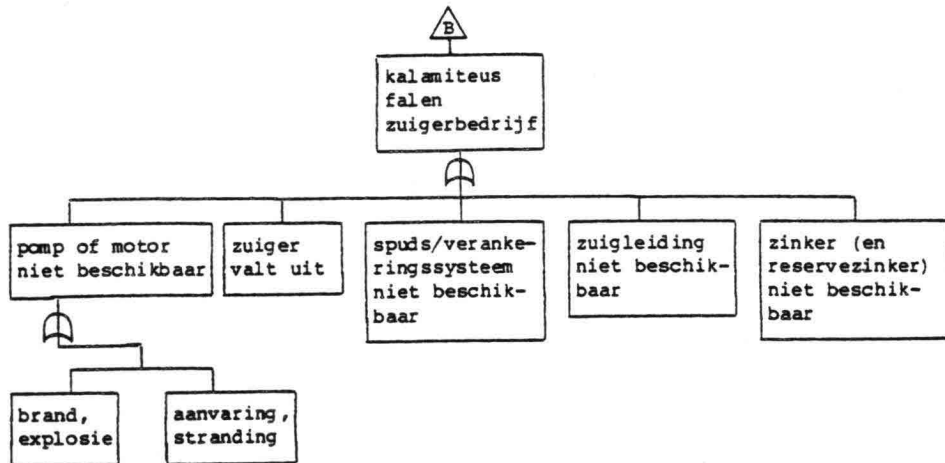 B
kalamiteus
falen
zuigerbedrijf
pomp of motor
niet beschikbaar
zuiger
valt uit
spuds/veranke-
ringssysteem
niet beschik-
baar
zuigleiding
niet beschik-
baar
zinker (en
reservezinker)
niet beschik-
baar
brand,
explosie
aanvaring,
stranding